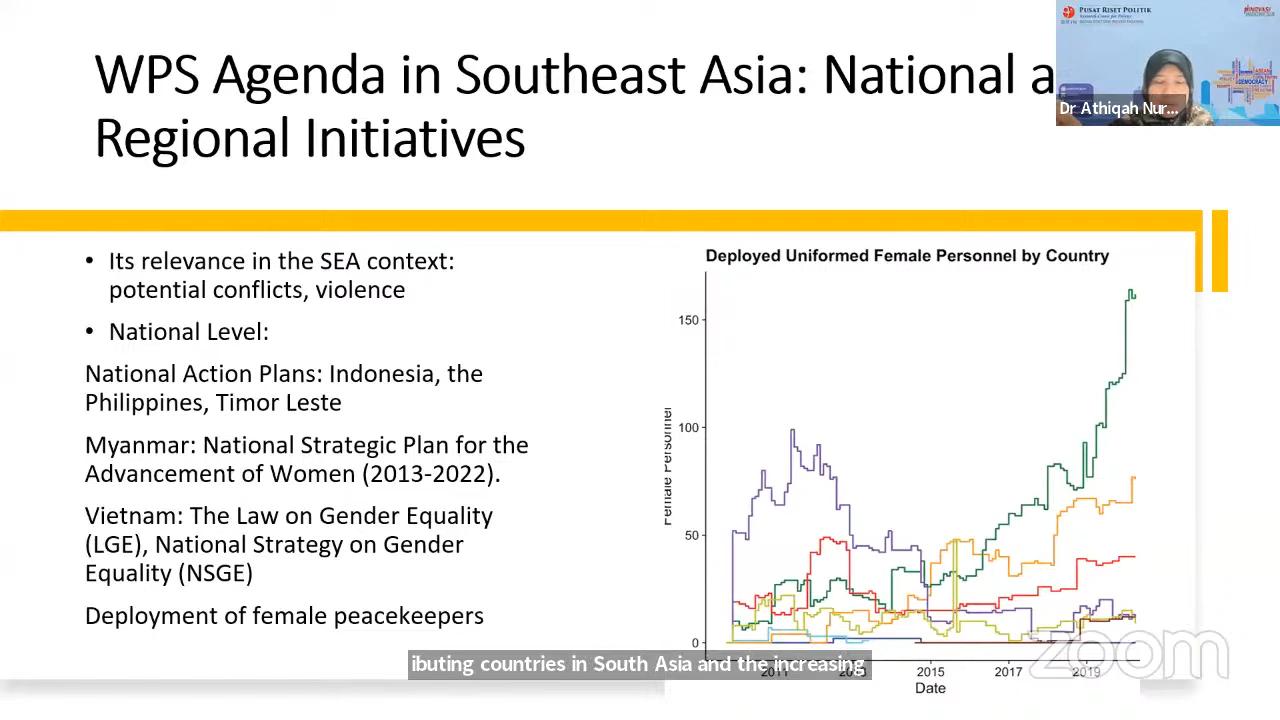 WPS Agenda in Southeast Asia: National a
Regional Initiatives
PUSAT RISET POLITIK
Dr Athiqah Nur...
DEMOCRACY
• Its relevance in the SEA context:
potential conflicts, violence
• National Level:
National Action Plans: Indonesia, the
Philippines, Timor Leste
Myanmar: National Strategic Plan for the
Advancement of Women (2013-2022).
Vietnam: The Law on Gender Equality
(LGE), National Strategy on Gender
Equality (NSGE)
Deployment of female peacekeepers
Deployed Uniformed Female Personnel by Country
Female Personnel
150
100
50
0
2011
2015
2017
2019
Date
ibuting countries in South Asia and the increasing
zoom